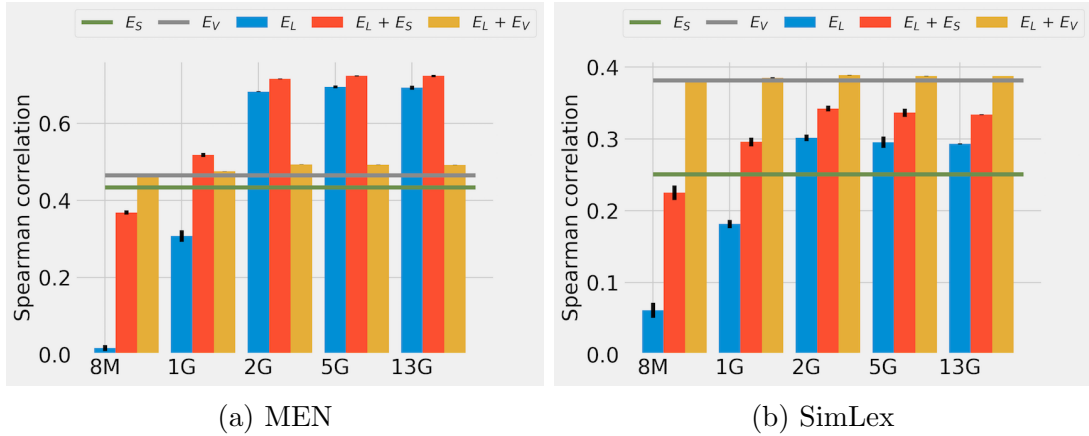 E_S E_V E_L E_L + E_S E_L + E_V
Spearman correlation
0.6
0.4
0.2
0.0
8M 1G 2G 5G 13G
(a) MEN
E_S E_V E_L E_L + E_S E_L + E_V
Spearman correlation
0.4
0.3
0.2
0.1
0.0
8M 1G 2G 5G 13G
(b) SimLex